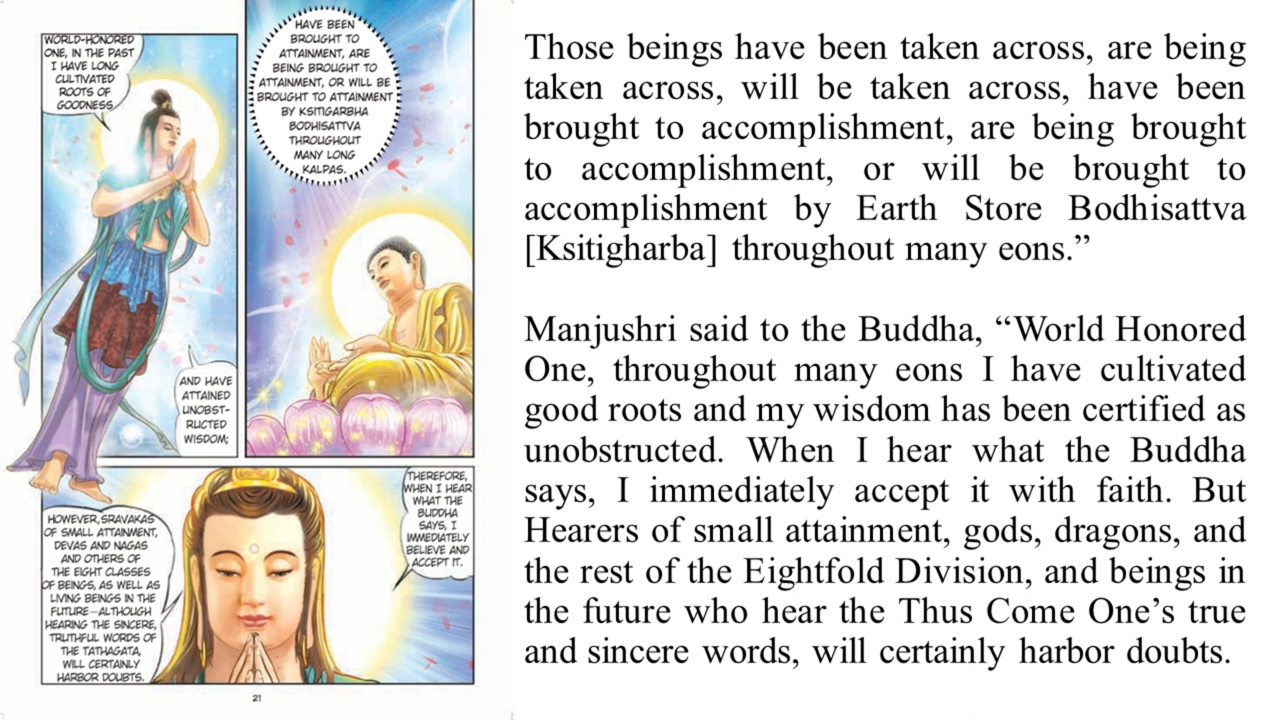 WORLD-HONORED
ONE, IN THE PAST
I HAVE LONG
CULTIVATED
ROOTS OF
GOODNESS
AND HAVE
ATTAINED
UNOBST-
RUCTED
WISDOM;
HAVE BEEN
BROUGHT TO
ATTAINMENT, ARE
BEING BROUGHT TO
ATTAINMENT, OR WILL BE
BROUGHT TO ATTAINMENT
BY KSITIGARBHA
BODHISATTVA
THROUGHOUT
MANY LONG
KALPAS.
THEREFORE,
WHEN I HEAR
WHAT THE
BUDDHA
SAYS, I
IMMEDIATELY
BELIEVE AND
ACCEPT IT.
HOWEVER, SRAVAKAS
OF SMALL ATTAINMENT,
DEVAS AND NAGAS
AND OTHERS OF
THE EIGHT CLASSES
OF BEINGS, AS WELL AS
LIVING BEINGS IN THE
FUTURE—ALTHOUGH
HEARING THE SINCERE,
TRUTHFUL WORDS OF
THE TATHAGATA,
WILL CERTAINLY
HARBOR DOUBTS.
21
Those beings have been taken across, are being
taken across, will be taken across, have been
brought to accomplishment, are being brought
to accomplishment, or will be brought to
accomplishment by Earth Store Bodhisattva
[Ksitigharba] throughout many eons.”
Manjushri said to the Buddha, “World Honored
One, throughout many eons I have cultivated
good roots and my wisdom has been certified as
unobstructed. When I hear what the Buddha
says, I immediately accept it with faith. But
Hearers of small attainment, gods, dragons, and
the rest of the Eightfold Division, and beings in
the future who hear the Thus Come One’s true
and sincere words, will certainly harbor doubts.